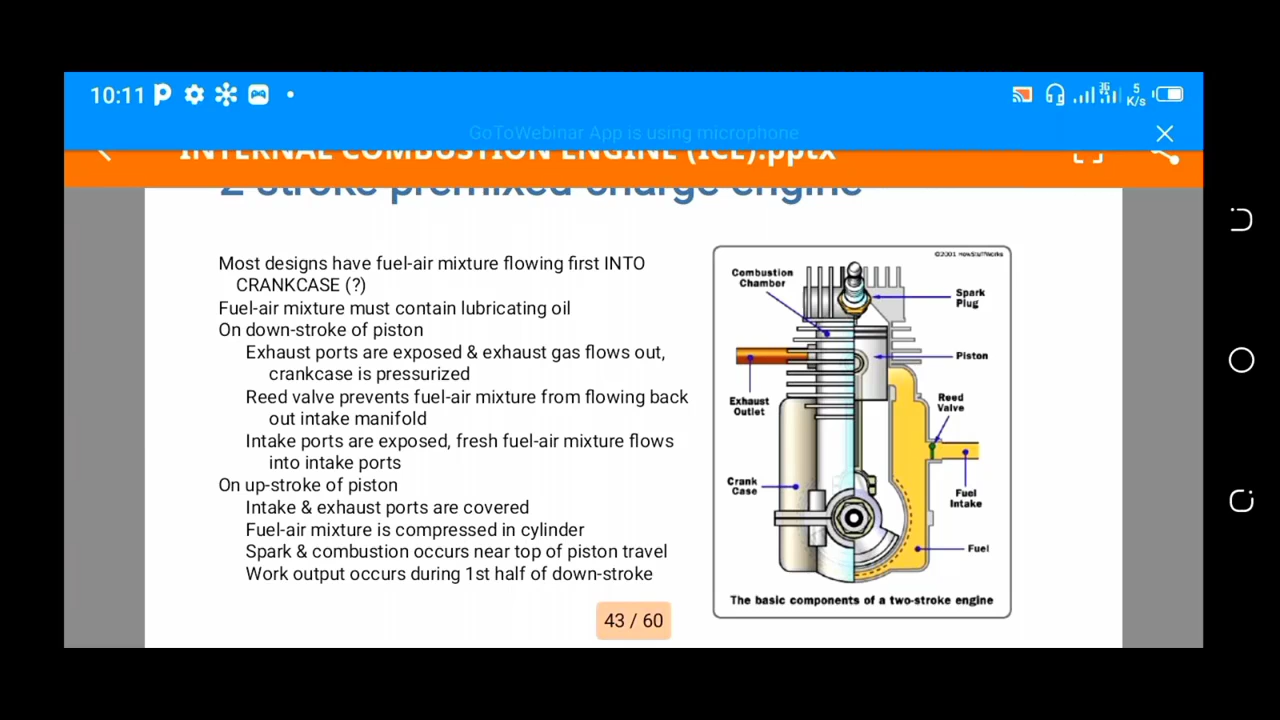 10:11
5
K/s
GoToWebinar App is using microphone
INTERNAL COMBUSTION ENGINE (ICE).pptx
2-stroke premixed charge engine
Most designs have fuel-air mixture flowing first INTO
CRANKCASE (?)
Fuel-air mixture must contain lubricating oil
On down-stroke of piston
Exhaust ports are exposed & exhaust gas flows out,
crankcase is pressurized
Reed valve prevents fuel-air mixture from flowing back
out intake manifold
Intake ports are exposed, fresh fuel-air mixture flows
into intake ports
On up-stroke of piston
Intake & exhaust ports are covered
Fuel-air mixture is compressed in cylinder
Spark & combustion occurs near top of piston travel
Work output occurs during 1st half of down-stroke
©2001 HowStuffWorks
Combustion
Chamber
Spark
Plug
Piston
Exhaust
Outlet
Reed
Valve
Crank
Case
Fuel
Intake
Fuel
The basic components of a two-stroke engine
43 / 60